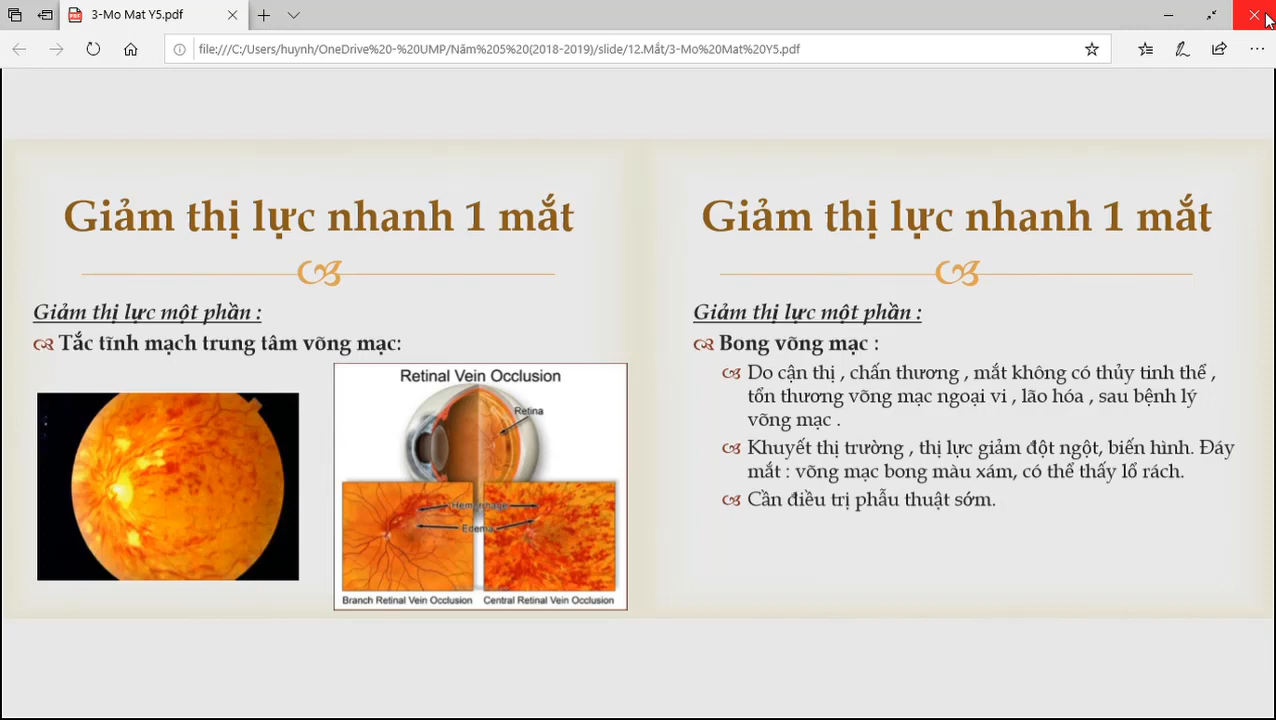 3-Mo Mat Y5.pdf
file:///C:/Users/huynh/OneDrive%20-%20UMP/Năm%205%20(2018-2019)/slide/12.Mắt/3-Mo%20Mat%20Y5.pdf
Giảm thị lực nhanh 1 mắt
Giảm thị lực một phần :
Tắc tĩnh mạch trung tâm võng mạc:
Retinal Vein Occlusion
Retina
Hemorrhage
Edema
Branch Retinal Vein Occlusion
Central Retinal Vein Occlusion
Giảm thị lực nhanh 1 mắt
Giảm thị lực một phần :
Bong võng mạc :
Do cận thị , chấn thương , mắt không có thủy tinh thể ,
tổn thương võng mạc ngoại vi , lão hóa , sau bệnh lý
võng mạc .
Khuyết thị trường , thị lực giảm đột ngột, biến hình. Đáy
mắt : võng mạc bong màu xám, có thể thấy lổ rách.
Cần điều trị phẫu thuật sớm.